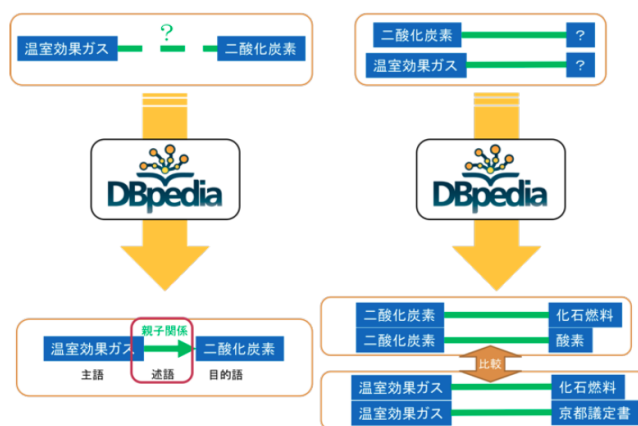 ?
温室効果ガス
二酸化炭素
DBpedia
親子関係
温室効果ガス
二酸化炭素
主語
述語
目的語
二酸化炭素
?
温室効果ガス
?
DBpedia
二酸化炭素
化石燃料
二酸化炭素
酸素
比較
温室効果ガス
化石燃料
温室効果ガス
京都議定書